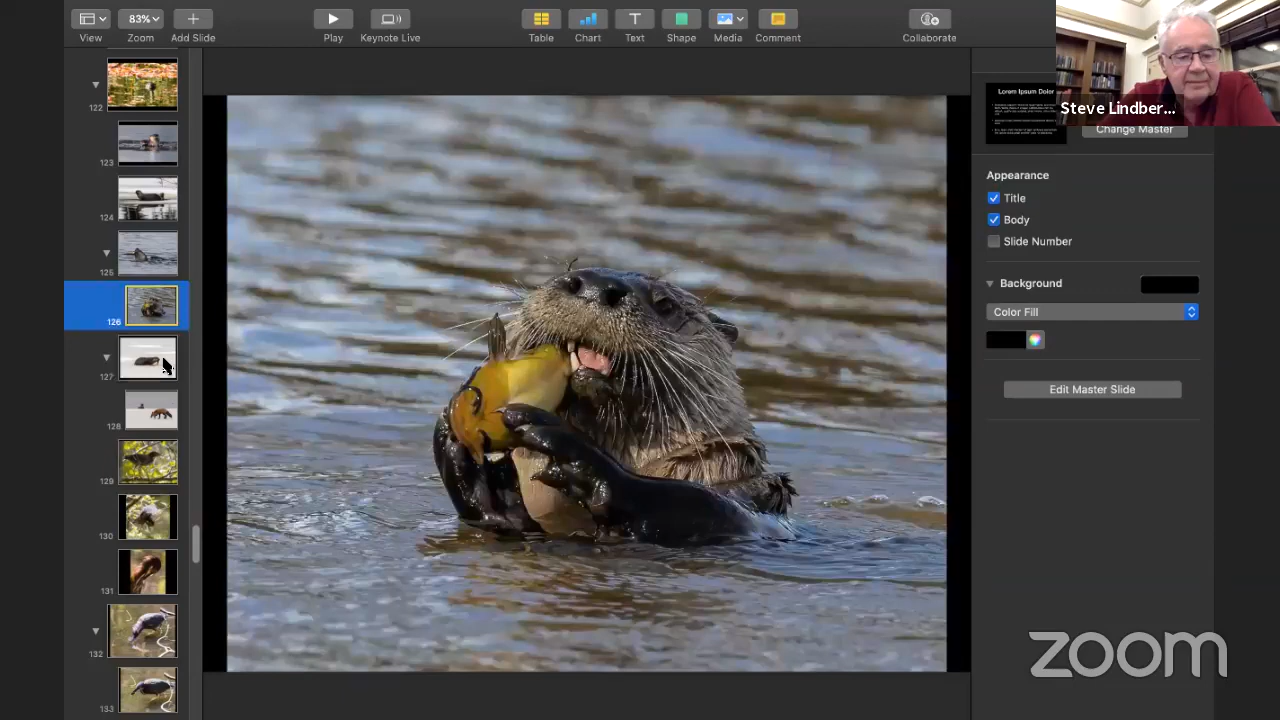 83%
View
Zoom
Add Slide
Play
Keynote Live
Table
Chart
T
Text
Shape
Media
Comment
Collaborate
Steve Lindber...
Lorem Ipsum Dolor
Change Master
Appearance
Title
Body
Slide Number
Background
Color Fill
Edit Master Slide
122
123
124
125
126
127
128
129
130
131
132
133
zoom